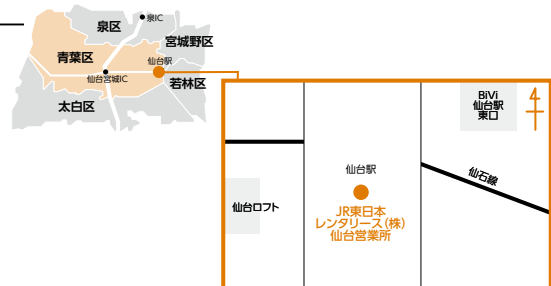 泉区
泉IC
宮城野区
青葉区
仙台駅
仙台宮城IC
若林区
太白区
BiVi
仙台駅
東口
4
仙台駅
仙石線
仙台ロフト
JR東日本
レンタリース（株）
仙台営業所